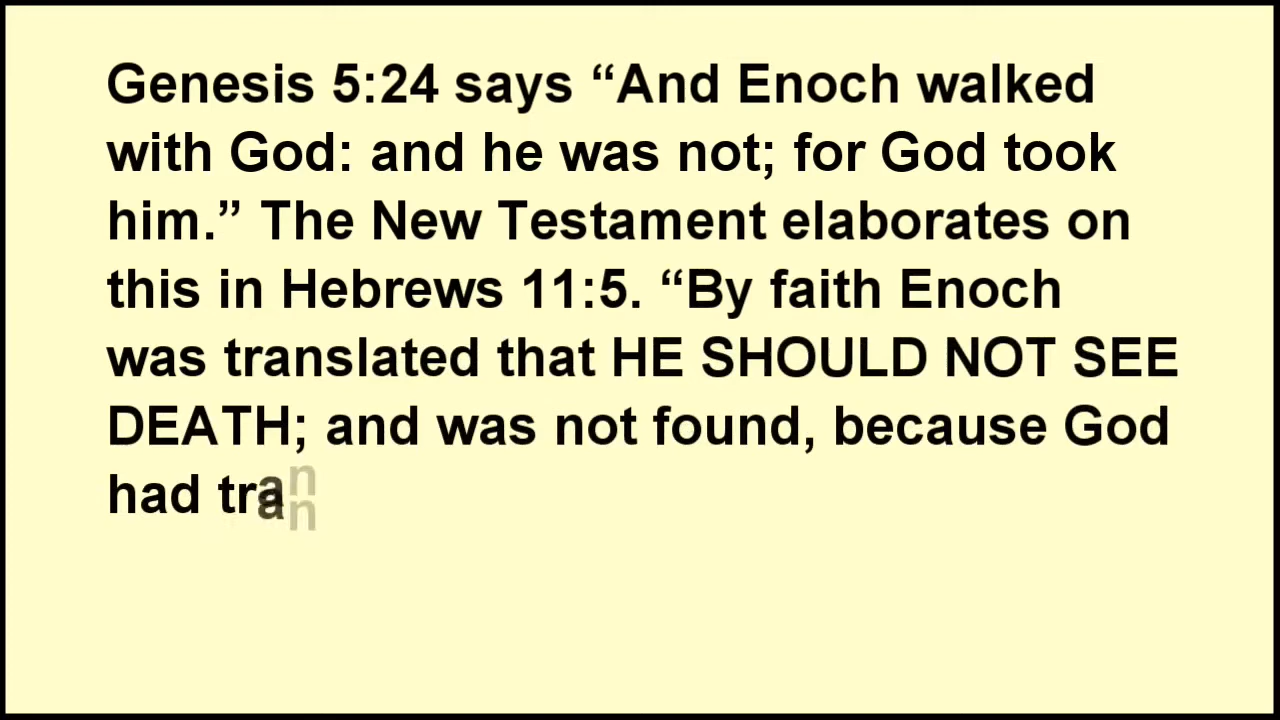 Genesis 5:24 says “And Enoch walked
with God: and he was not; for God took
him.” The New Testament elaborates on
this in Hebrews 11:5. “By faith Enoch
was translated that HE SHOULD NOT SEE
DEATH; and was not found, because God
had tran